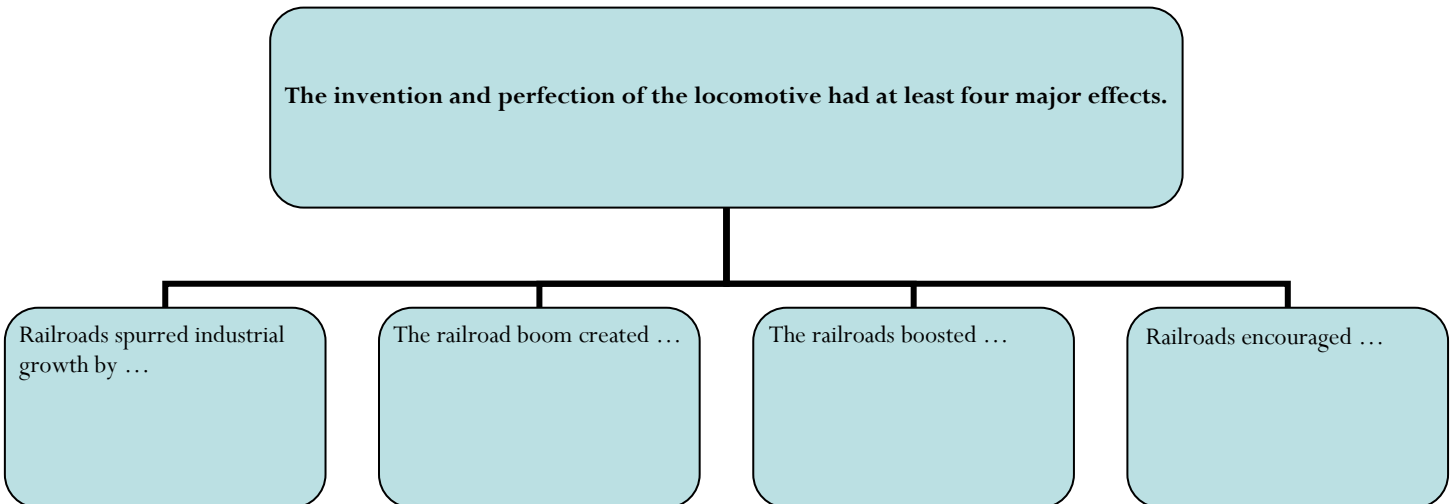 The invention and perfection of the locomotive had at least four major effects.
Railroads spurred industrial
growth by …
The railroad boom created …
The railroads boosted …
Railroads encouraged …